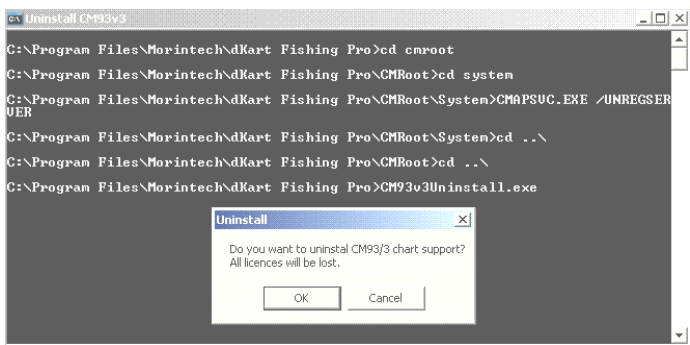 Uninstall CM93v3
C:\Program Files\Morintech\dKart Fishing Pro>cd cmroot
C:\Program Files\Morintech\dKart Fishing Pro\CMRoot>cd system
C:\Program Files\Morintech\dKart Fishing Pro\CMRoot\System>CMAPSVC.EXE /UNREGSER
VER
C:\Program Files\Morintech\dKart Fishing Pro\CMRoot\System>cd ..\
C:\Program Files\Morintech\dKart Fishing Pro\CMRoot>cd ..\
C:\Program Files\Morintech\dKart Fishing Pro>CM93v3Uninstall.exe
Uninstall
Do you want to uninstal CM93/3 chart support?
All licences will be lost.
OK
Cancel